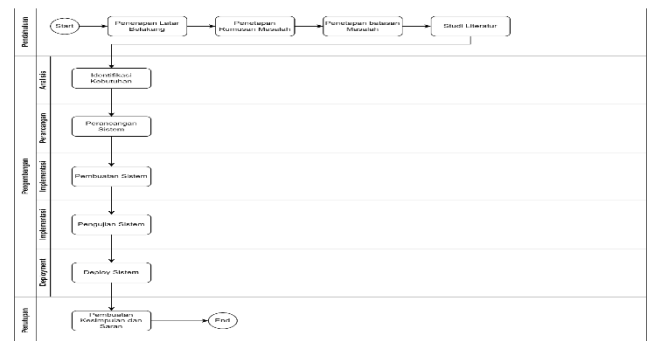 Pendahuluan
Start
Penerapan Latar
Belakang
Penetapan
Rumusan Masalah
Penetapan batasan
Masalah
Studi Literatur
Pengembangan
Analisis
Identifikasi
Kebutuhan
Perancangan
Perancangan
Sistem
Implementasi
Pembuatan Sistem
Implementasi
Pengujian Sistem
Deployment
Deploy Sistem
Penutupan
Pembuatan
Kesimpulan dan
Saran
End